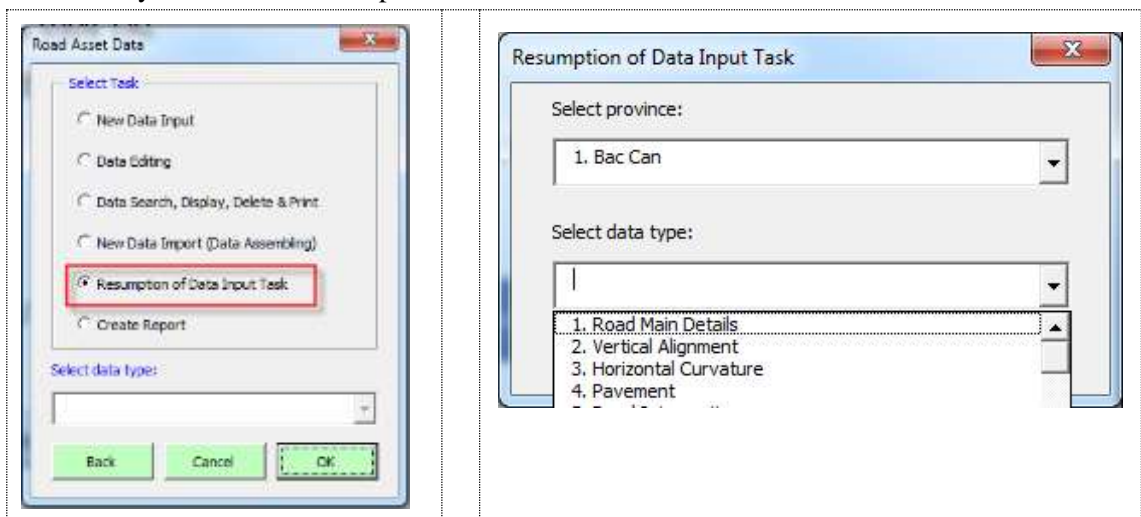 Road Asset Data
Select Task
New Data Input
Data Editing
Data Search, Display, Delete & Print
New Data Import (Data Assembling)
Resumption of Data Input Task
Create Report
Select data type:
Back Cancel OK
Resumption of Data Input Task
Select province:
1. Bac Can
Select data type:
1. Road Main Details
2. Vertical Alignment
3. Horizontal Curvature
4. Pavement